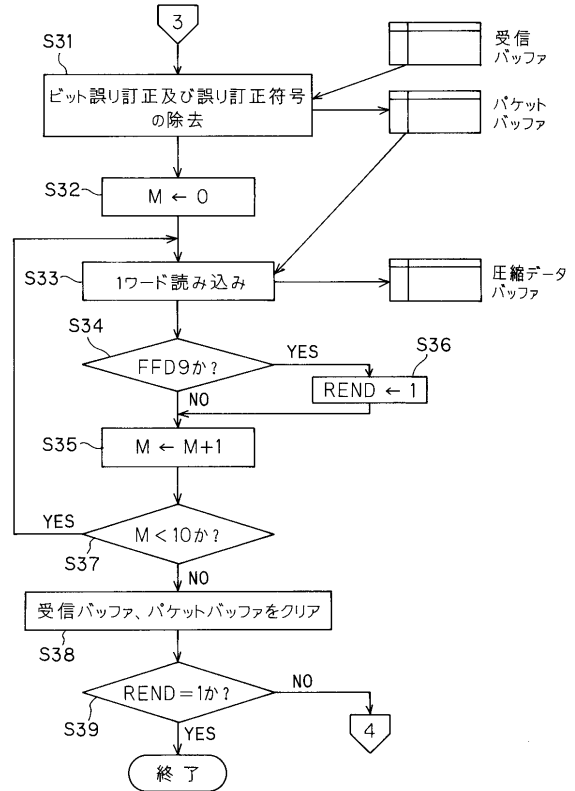 3
S31
受信
バッファ
ビット誤り訂正及び誤り訂正符号
の除去
パケット
バッファ
S32
M ← 0
S33
1ワード読み込み
圧縮データ
バッファ
S34
FFD9か?
YES
S36
REND ← 1
NO
S35
M ← M+1
YES
M < 10か?
S37
NO
受信バッファ、パケットバッファをクリア
S38
REND=1か?
NO
S39
YES
4
終了